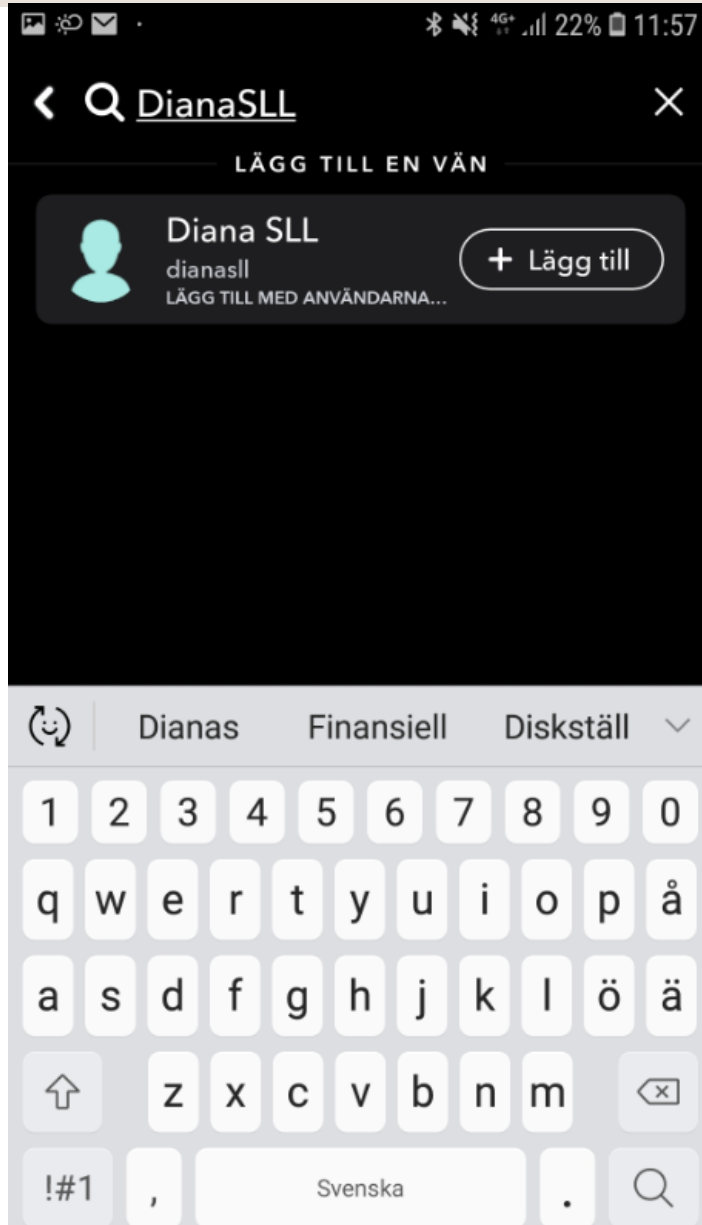 4G+ 22% 11:57
DianaSLL
LÄGG TILL EN VÄN
Diana SLL
dianasll
LÄGG TILL MED ANVÄNDARNA...
+ Lägg till
Dianas Finansiell Diskställ
1 2 3 4 5 6 7 8 9 0
q w e r t y u i o p å
a s d f g h j k l ö ä
z x c v b n m
!#1 , Svenska .